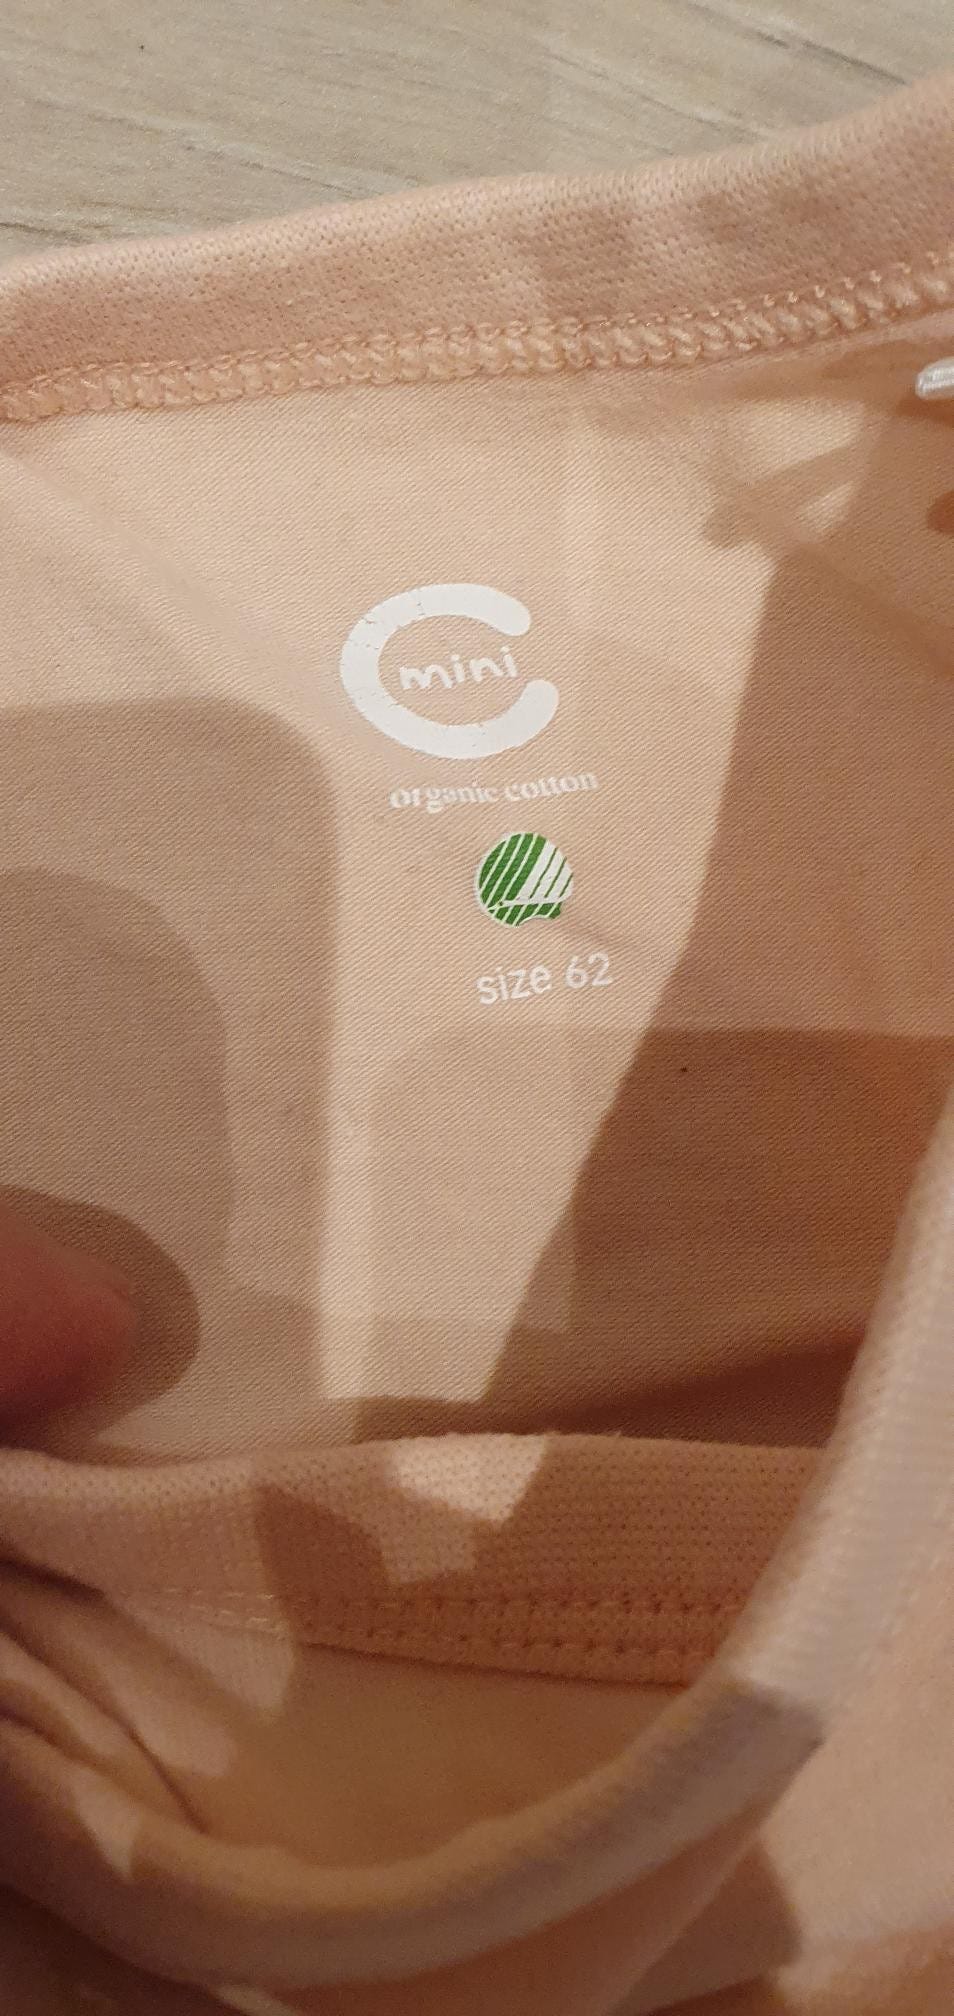 mini
organic cotton
size 62